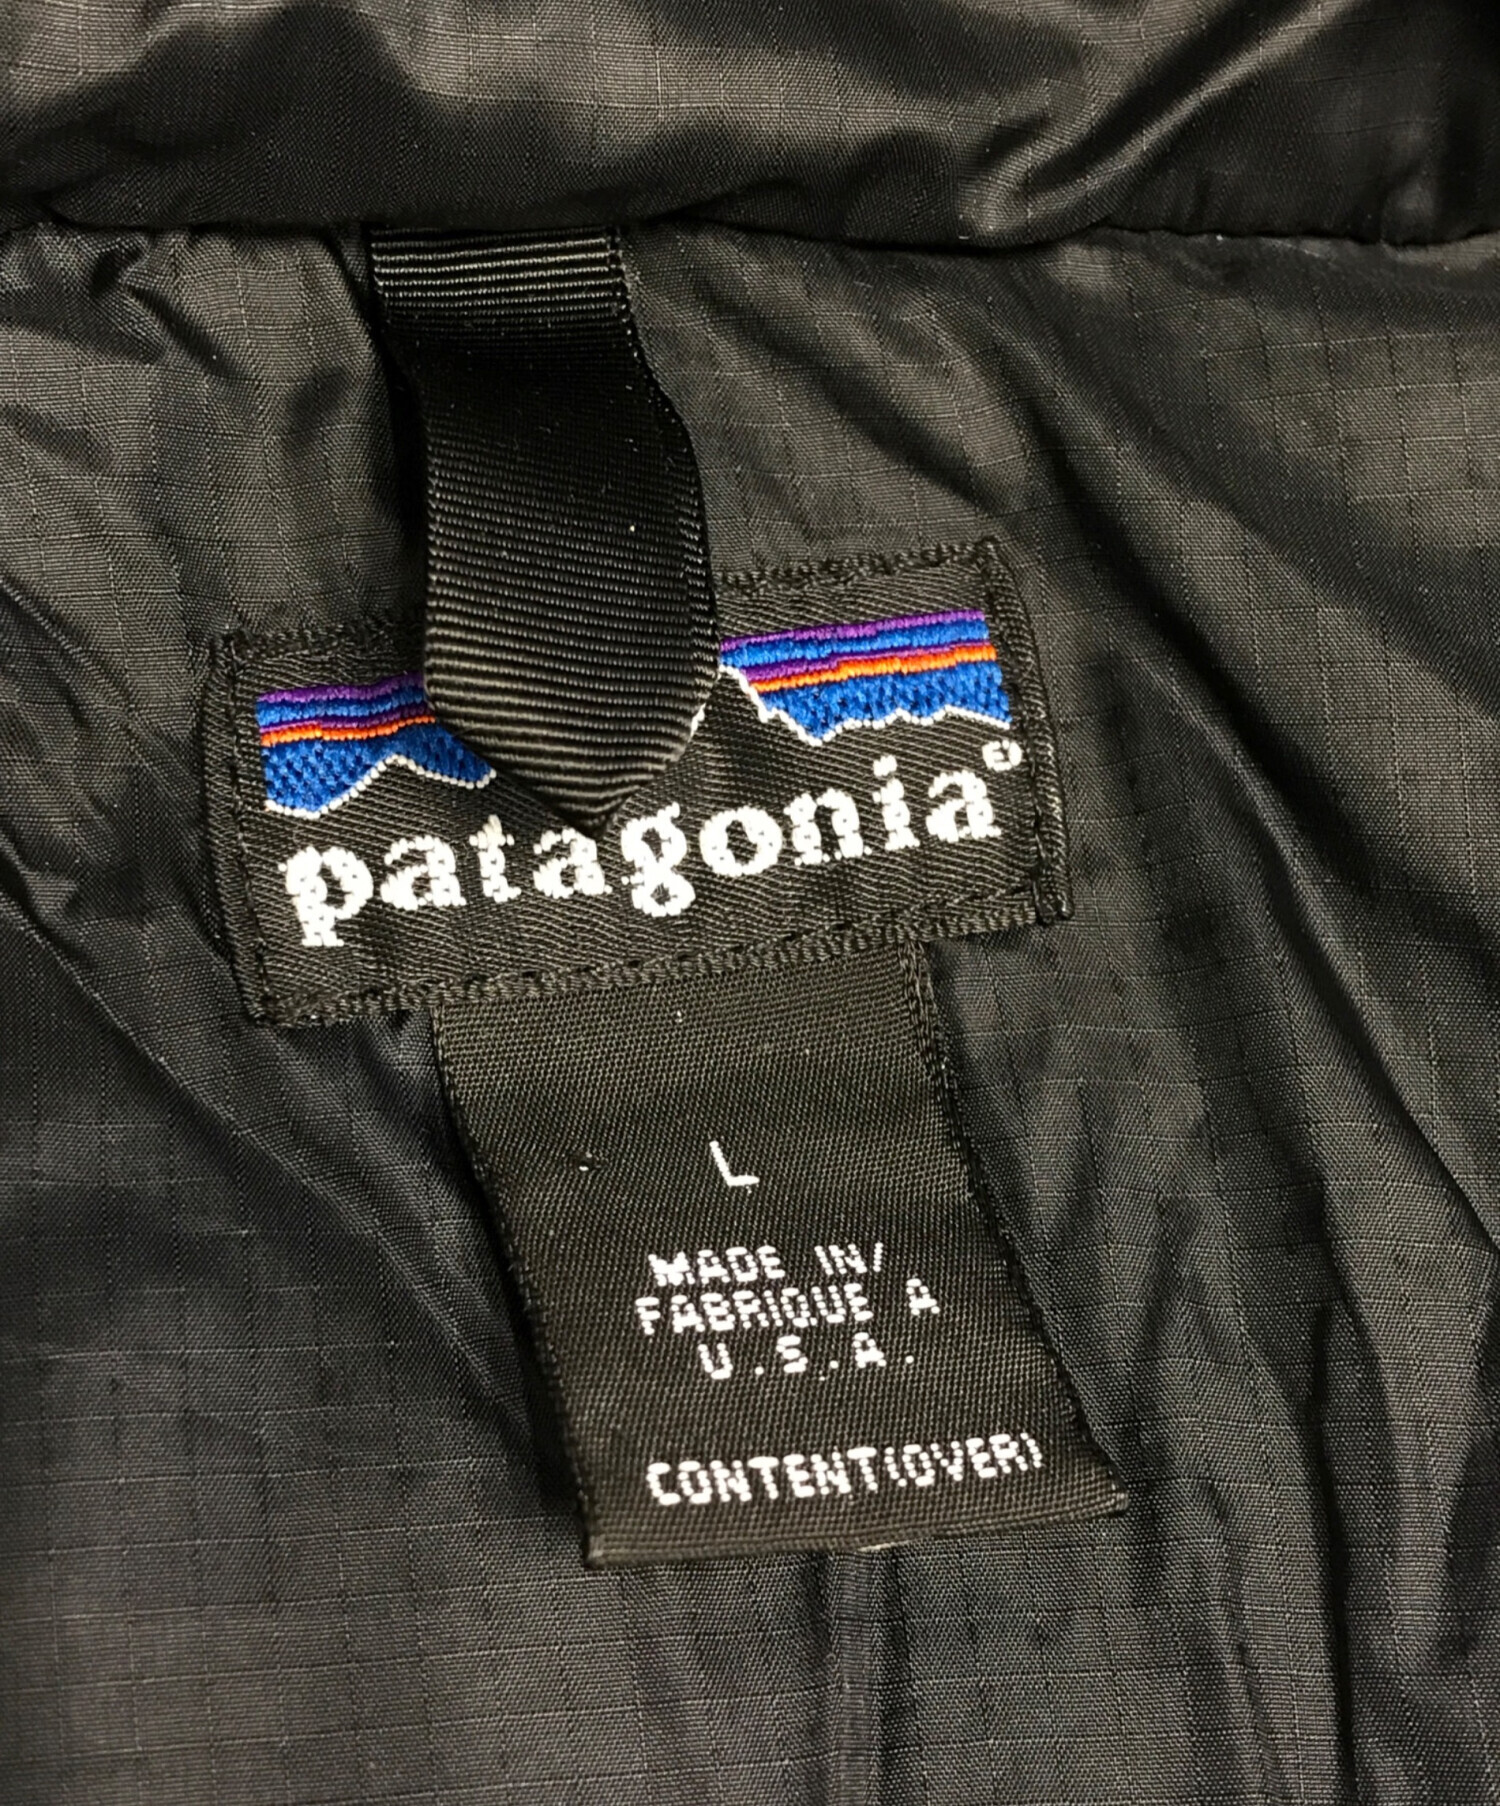 patagonia®
L
MADE IN/
FABRIQUE A
U.S.A.
CONTENT(OVER)